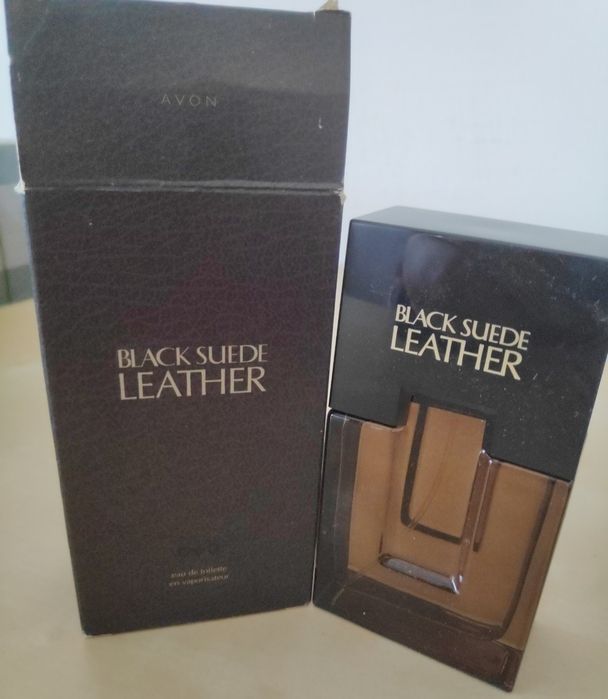 AVON
BLACK SUEDE
LEATHER
eau de toilette
en vaporisateur
BLACK SUEDE
LEATHER